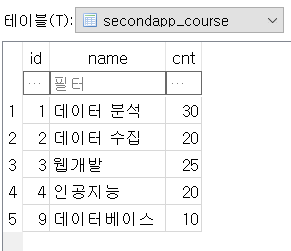 테이블(T): secondapp_course
id name cnt
... 필터 ...
1 1 데이터 분석 30
2 2 데이터 수집 20
3 3 웹개발 25
4 4 인공지능 20
5 9 데이터베이스 10